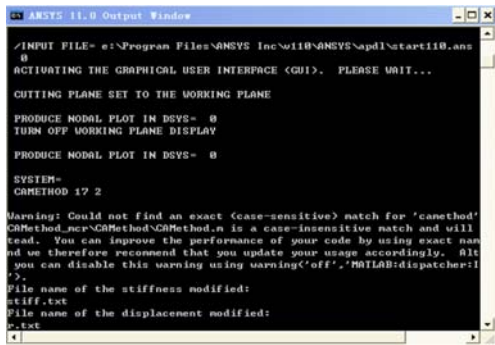 ANSYS 11.0 Output Window
/INPUT FILE= e:\Program Files\ANSYS Inc\v110\ANSYS\apdl\start110.ans
0
ACTIVATING THE GRAPHICAL USER INTERFACE (GUI). PLEASE WAIT...
CUTTING PLANE SET TO THE WORKING PLANE
PRODUCE NODAL PLOT IN DSYS= 0
TURN OFF WORKING PLANE DISPLAY
PRODUCE NODAL PLOT IN DSYS= 0
SYSTEM=
CAMETHOD 17 2
Warning: Could not find an exact (case-sensitive) match for 'camethod'
CAMethod_mcr\CAMethod\CAMethod.m is a case-insensitive match and will
tead. You can improve the performance of your code by using exact nam
nd we therefore recommend that you update your usage accordingly. Alt
you can disable this warning using warning('off','MATLAB:dispatcher:I
').
File name of the stiffness modified:
stiff.txt
File name of the displacement modified:
r.txt